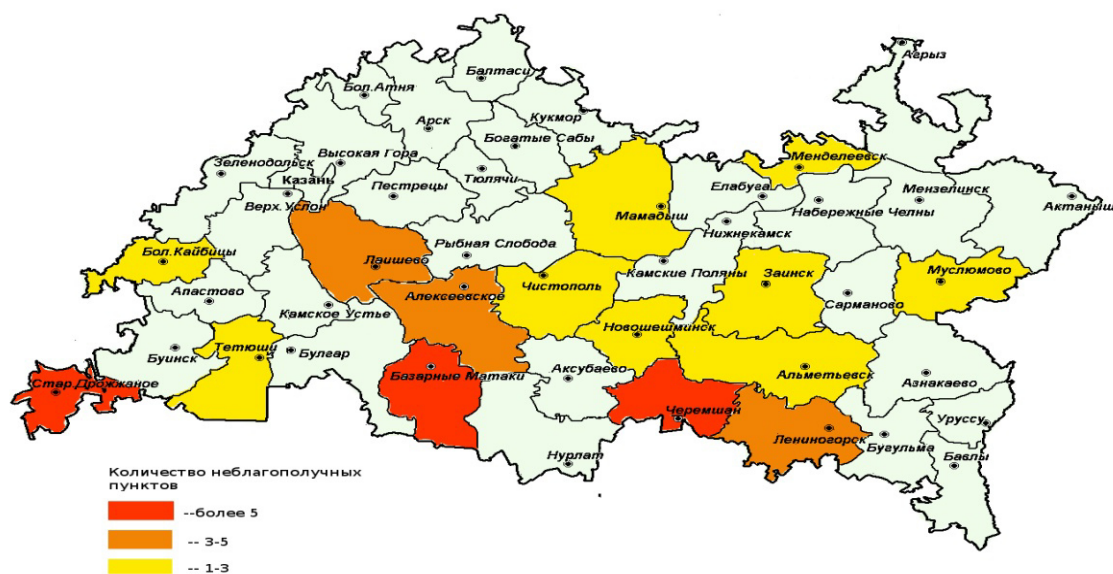 Агрыз
Балтаси
Бол.Атня
Кукмор
Арск
Богатые Сабы
Высокая Гора
Зеленодольск
Менделеевск
Тюлячи
Казань
Пестрецы
Елабуга
Мензелинск
Актаныш
Верх.Услон
Мамадыш
Набережные Челны
Нижнекамск
Рыбная Слобода
Бол.Кайбицы
Лаишево
Камские Поляны
Заинск
Муслюмово
Чистополь
Апастово
Алексеевское
Сарманово
Камское Устье
Новошешминск
Тетюши
Буинск
Булгар
Базарные Матаки
Аксубаево
Альметьевск
Азнакаево
Стар.Дрожжаное
Черемшан
Уруссу
Лениногорск
Бугульма
Бавлы
Нурлат
Количество неблагополучных
пунктов
--более 5
-- 3-5
-- 1-3